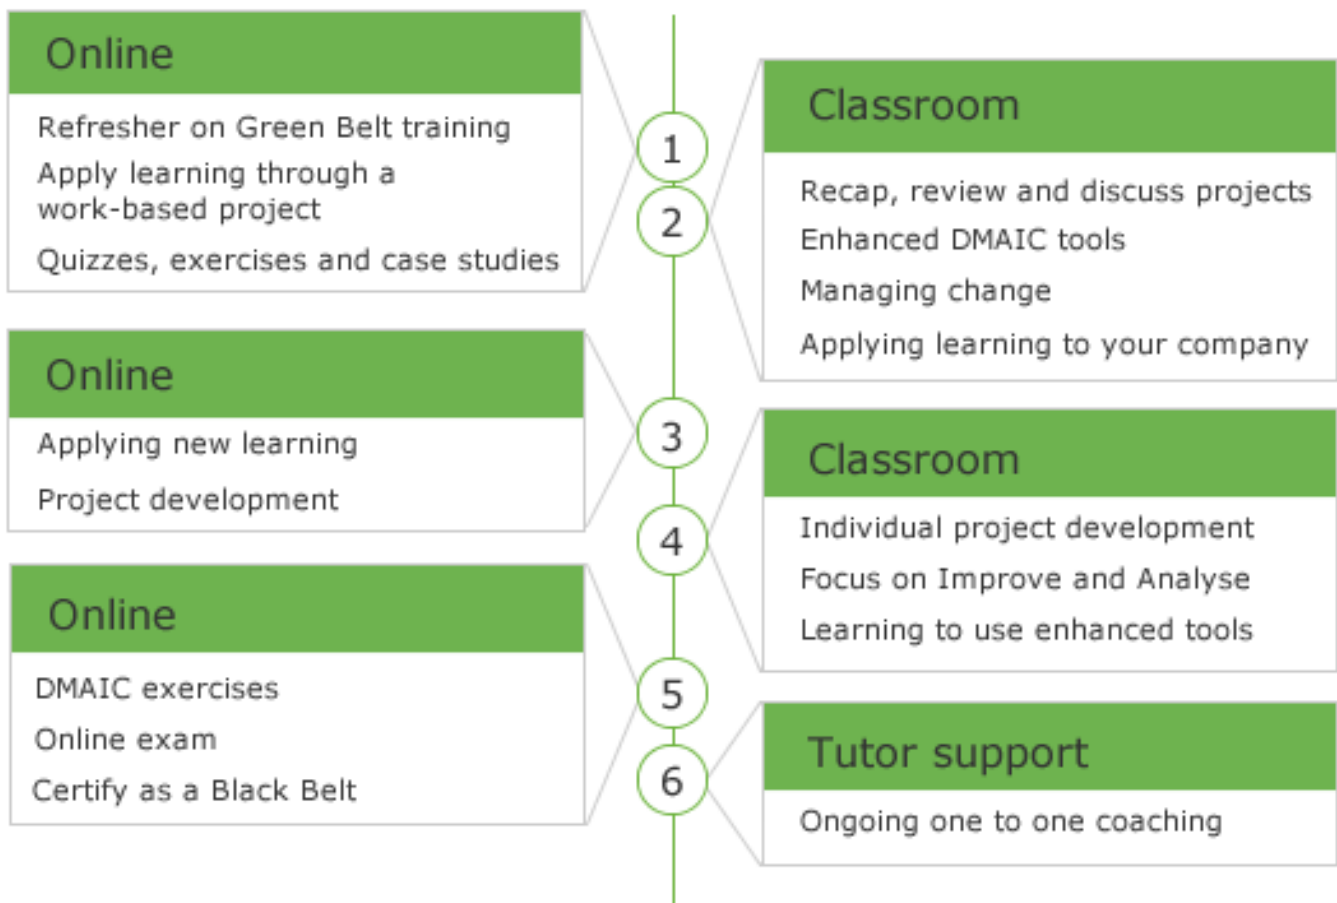 Online
Refresher on Green Belt training
Apply learning through a
work-based project
Quizzes, exercises and case studies
1
2
Classroom
Recap, review and discuss projects
Enhanced DMAIC tools
Managing change
Applying learning to your company
Online
Applying new learning
Project development
3
4
Classroom
Individual project development
Focus on Improve and Analyse
Learning to use enhanced tools
Online
DMAIC exercises
Online exam
Certify as a Black Belt
5
6
Tutor support
Ongoing one to one coaching